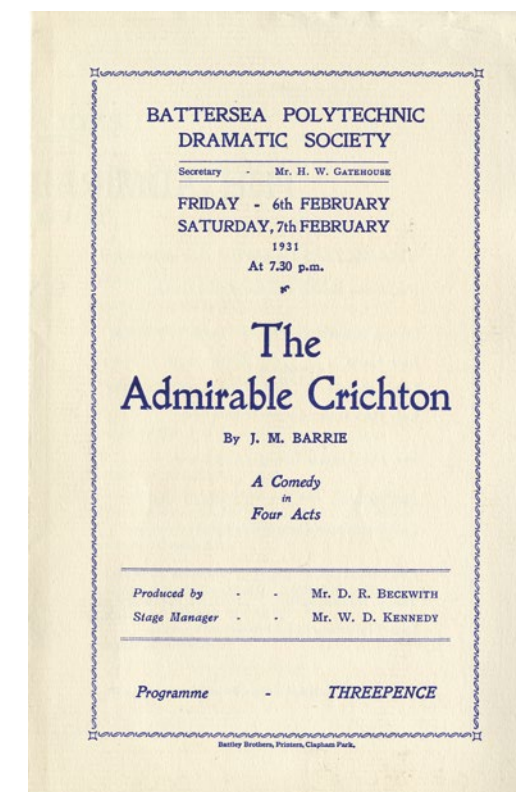 BATTERSEA POLYTECHNIC
DRAMATIC SOCIETY
Secretary - Mr. H. W. GATEHOUSE
FRIDAY - 6th FEBRUARY
SATURDAY, 7th FEBRUARY
1931
At 7.30 p.m.
The
Admirable Crichton
By J. M. BARRIE
A Comedy
in
Four Acts
Produced by - - Mr. D. R. BECKWITH
Stage Manager - - Mr. W. D. KENNEDY
Programme - THREEPENCE
Battley Brothers, Printers, Clapham Park.